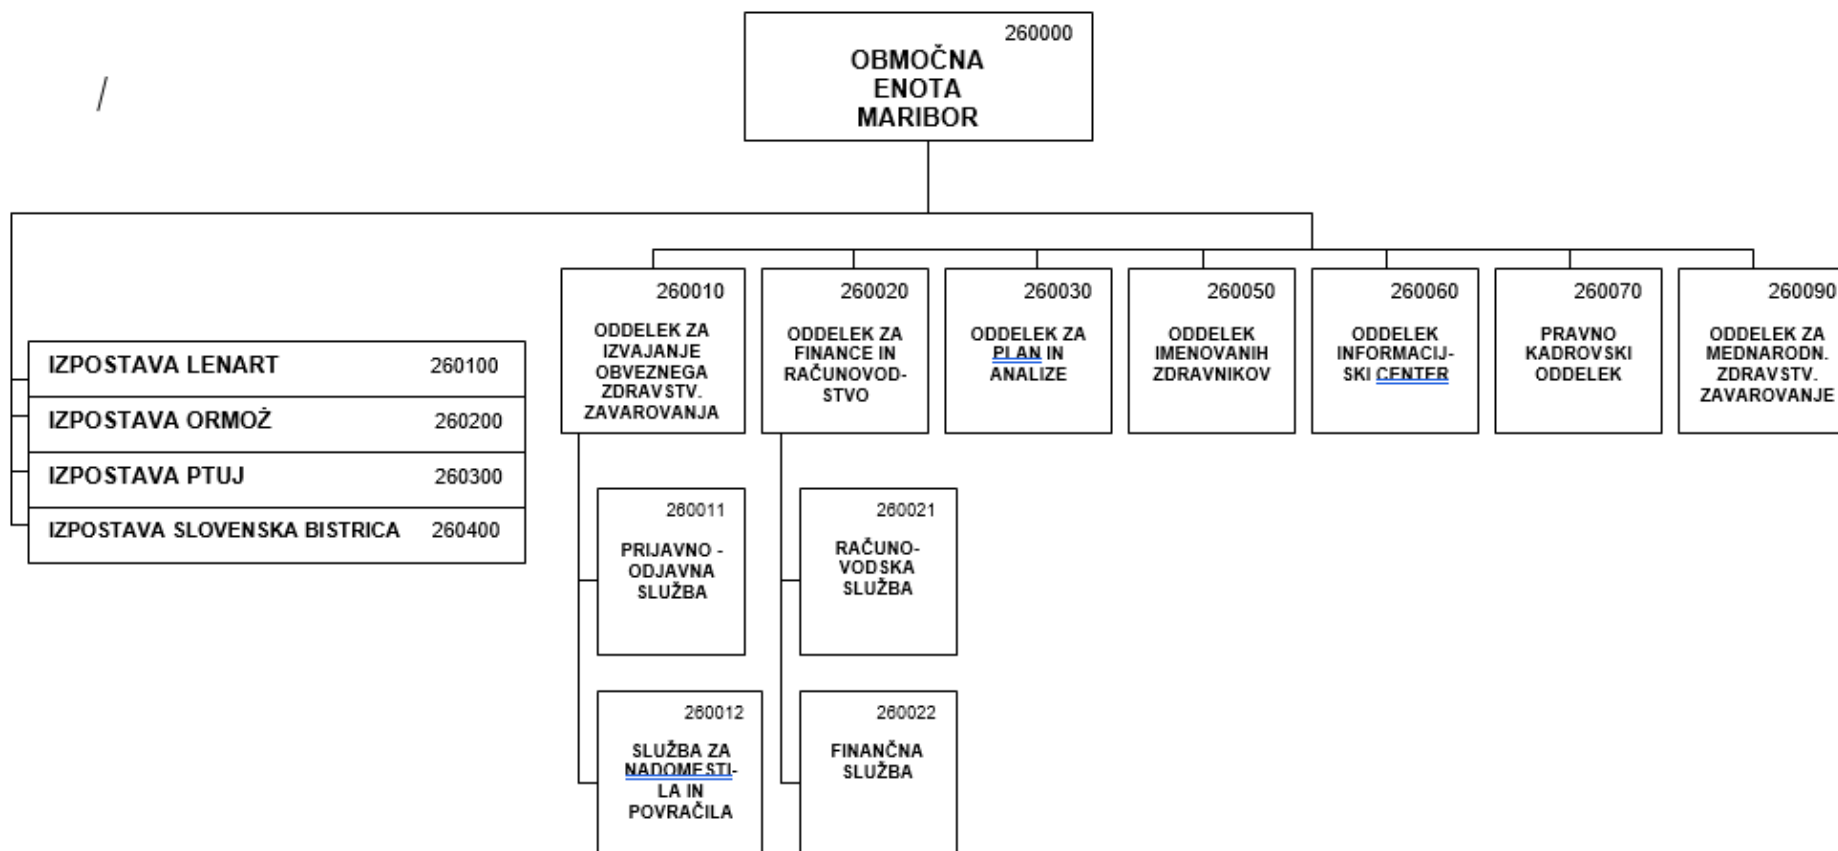 260000
OBMOČNA
ENOTA
MARIBOR
/
IZPOSTAVA LENART 260100
IZPOSTAVA ORMOŽ 260200
IZPOSTAVA PTUJ 260300
IZPOSTAVA SLOVENSKA BISTRICA 260400
260010
ODDELEK ZA
IZVAJANJE
OBVEZNEGA
ZDRAVSTV.
ZAVAROVANJA
260020
ODDELEK ZA
FINANCE IN
RAČUNOVOD-
STVO
260030
ODDELEK ZA
PLAN IN
ANALIZE
260050
ODDELEK
IMENOVANIH
ZDRAVNIKOV
260060
ODDELEK
INFORMACIJ-
SKI CENTER
260070
PRAVNO
KADROVSKI
ODDELEK
260090
ODDELEK ZA
MEDNARODN.
ZDRAVSTV.
ZAVAROVANJE
260011
PRIJAVNO -
ODJAVNA
SLUŽBA
260012
SLUŽBA ZA
NADOMESTI-
LA IN
POVRAČILA
260021
RAČUNO-
VODSKA
SLUŽBA
260022
FINANČNA
SLUŽBA